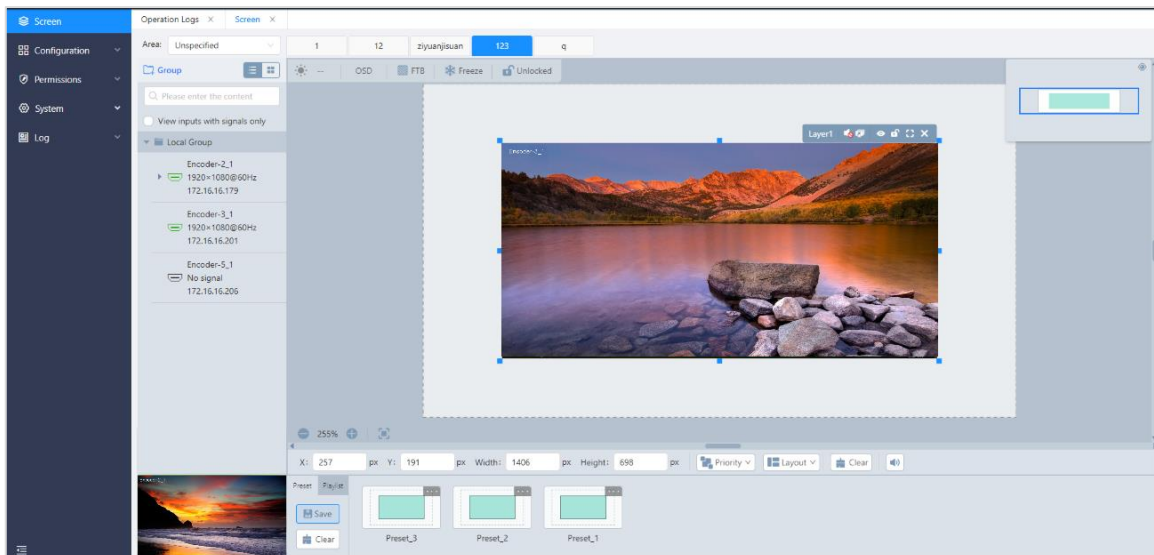 Screen
Operation Logs ×
Screen ×
Configuration
Permissions
System
Log
Area: Unspecified
1
12
ziyuanjisuan
123
q
Group
-- OSD FTB Freeze Unlocked
Please enter the content
View inputs with signals only
Local Group
Encoder-2_1
1920×1080@60Hz
172.16.16.179
Encoder-3_1
1920×1080@60Hz
172.16.16.201
Encoder-5_1
No signal
172.16.16.206
Layer1
255%
X: 257 px Y: 191 px Width: 1406 px Height: 698 px Priority Layout Clear
Preset Playlist
Save
Clear
Preset_3
Preset_2
Preset_1